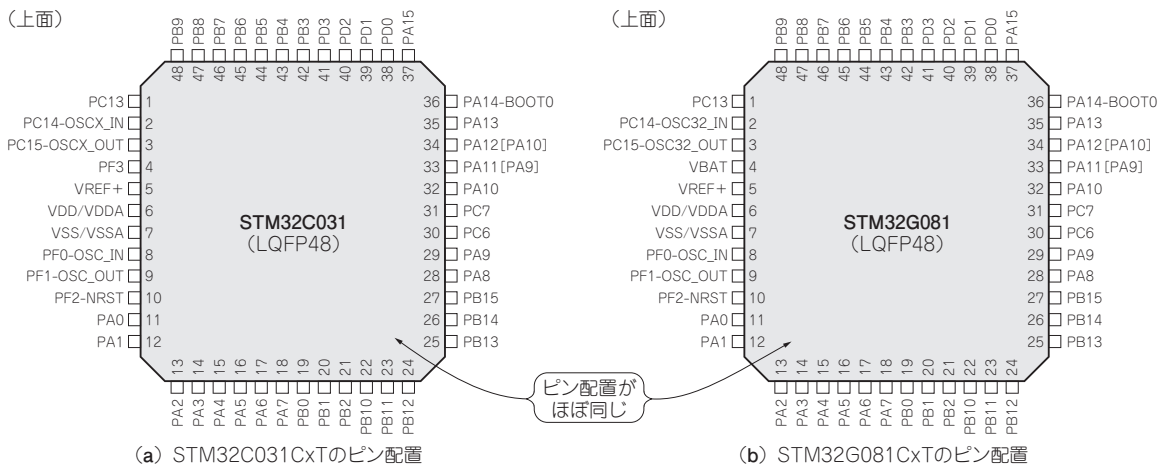 (上面)
PB9
PB8
PB7
PB6
PB5
PB4
PB3
PD3
PD2
PD1
PD0
PA15
48
47
46
45
44
43
42
41
40
39
38
37
PC13 1
PC14-OSCX_IN 2
PC15-OSCX_OUT 3
PF3 4
VREF+ 5
VDD/VDDA 6
VSS/VSSA 7
PF0-OSC_IN 8
PF1-OSC_OUT 9
PF2-NRST 10
PA0 11
PA1 12
STM32C031
(LQFP48)
36 PA14-BOOT0
35 PA13
34 PA12[PA10]
33 PA11[PA9]
32 PA10
31 PC7
30 PC6
29 PA9
28 PA8
27 PB15
26 PB14
25 PB13
13
14
15
16
17
18
19
20
21
22
23
24
PA2
PA3
PA4
PA5
PA6
PA7
PB0
PB1
PB2
PB10
PB11
PB12
(a) STM32C031CxTのピン配置
ピン配置が
ほぼ同じ
(上面)
PB9
PB8
PB7
PB6
PB5
PB4
PB3
PD3
PD2
PD1
PD0
PA15
48
47
46
45
44
43
42
41
40
39
38
37
PC13 1
PC14-OSC32_IN 2
PC15-OSC32_OUT 3
VBAT 4
VREF+ 5
VDD/VDDA 6
VSS/VSSA 7
PF0-OSC_IN 8
PF1-OSC_OUT 9
PF2-NRST 10
PA0 11
PA1 12
STM32G081
(LQFP48)
36 PA14-BOOT0
35 PA13
34 PA12[PA10]
33 PA11[PA9]
32 PA10
31 PC7
30 PC6
29 PA9
28 PA8
27 PB15
26 PB14
25 PB13
13
14
15
16
17
18
19
20
21
22
23
24
PA2
PA3
PA4
PA5
PA6
PA7
PB0
PB1
PB2
PB10
PB11
PB12
(b) STM32G081CxTのピン配置